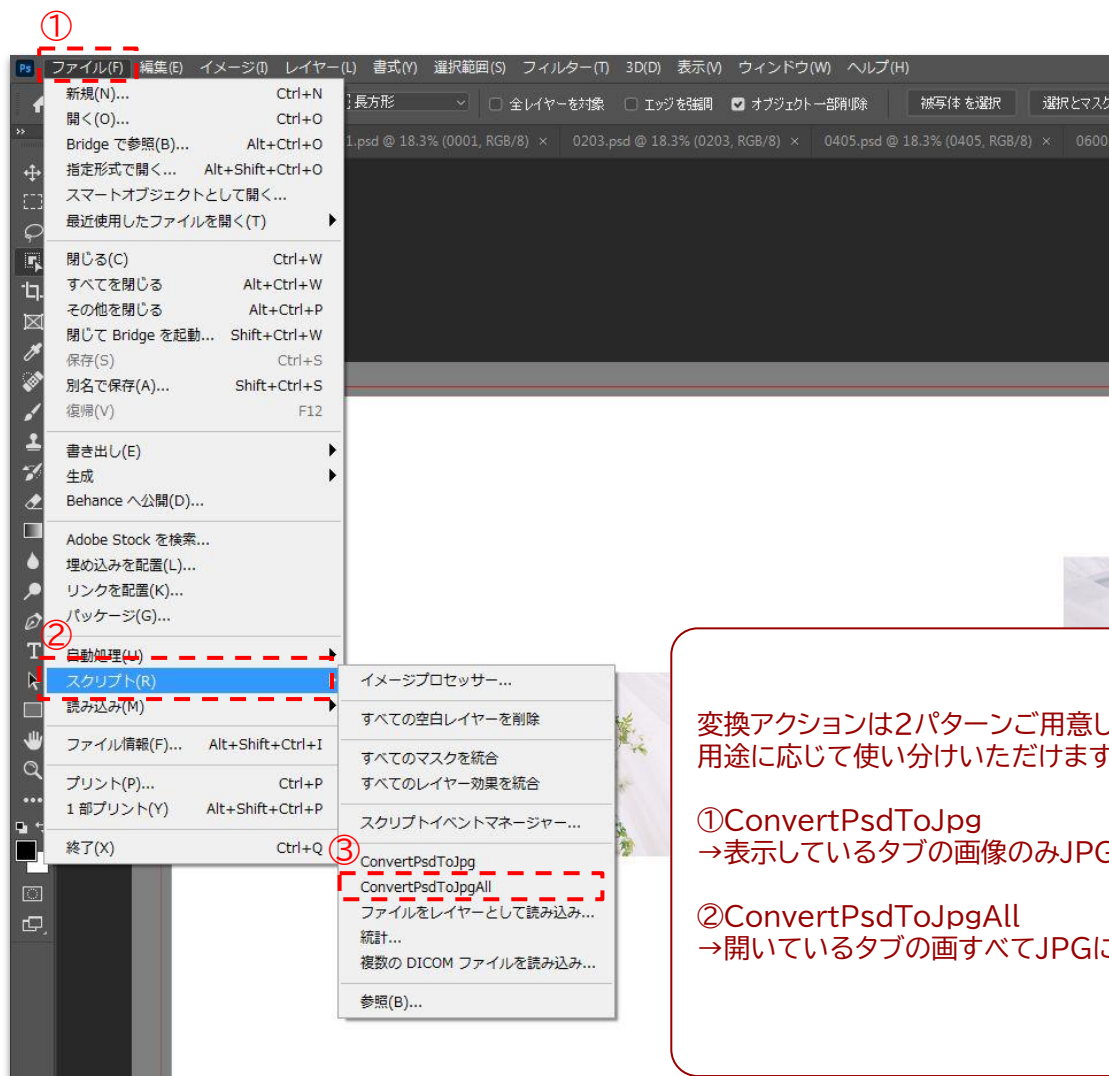 ①
Ps ファイル(F) 編集(E) イメージ(I) レイヤー(L) 書式(Y) 選択範囲(S) フィルター(T) 3D(D) 表示(V) ウィンドウ(W) ヘルプ(H)
長方形 全レイヤーを対象 エッジを強調 オブジェクト一部削除 被写体を選択 選択とマスク
1.psd @ 18.3% (0001, RGB/8) × 0203.psd @ 18.3% (0203, RGB/8) × 0405.psd @ 18.3% (0405, RGB/8) × 0600
新規(N)... Ctrl+N
開く(O)... Ctrl+O
Bridge で参照(B)... Alt+Ctrl+O
指定形式で開く... Alt+Shift+Ctrl+O
スマートオブジェクトとして開く...
最近使用したファイルを開く(T)
閉じる(C) Ctrl+W
すべてを閉じる Alt+Ctrl+W
その他を閉じる Alt+Ctrl+P
閉じて Bridge を起動... Shift+Ctrl+W
保存(S) Ctrl+S
別名で保存(A)... Shift+Ctrl+S
復帰(V) F12
書き出し(E)
生成
Behance へ公開(D)...
Adobe Stock を検索...
埋め込みを配置(L)...
リンクを配置(K)...
パッケージ(G)...
②
自動処理(U)
スクリプト(R)
読み込み(M)
ファイル情報(F)... Alt+Shift+Ctrl+I
プリント(P)... Ctrl+P
1 部プリント(Y) Alt+Shift+Ctrl+P
終了(X) Ctrl+Q
イメージプロセッサー...
すべての空白レイヤーを削除
すべてのマスクを統合
すべてのレイヤー効果を統合
スクリプトイベントマネージャー...
③
ConvertPsdToJpg
ConvertPsdToJpgAll
ファイルをレイヤーとして読み込み...
統計...
複数の DICOM ファイルを読み込み...
参照(B)...
変換アクションは2パターンご用意し
用途に応じて使い分けいただけます
①ConvertPsdToJpg
→表示しているタブの画像のみJPG
②ConvertPsdToJpgAll
→開いているタブの画すべてJPGに